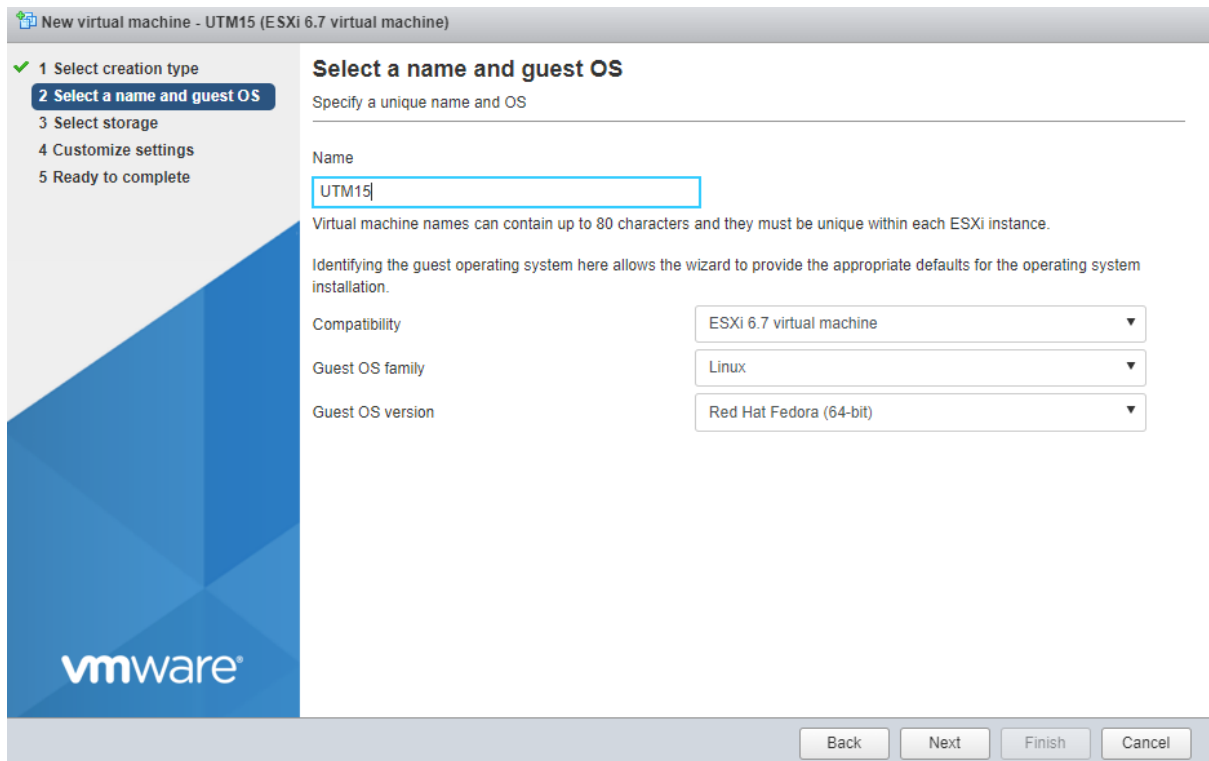 New virtual machine - UTM15 (ESXi 6.7 virtual machine)
1 Select creation type
2 Select a name and guest OS
3 Select storage
4 Customize settings
5 Ready to complete
Select a name and guest OS
Specify a unique name and OS
Name
UTM15
Virtual machine names can contain up to 80 characters and they must be unique within each ESXi instance.
Identifying the guest operating system here allows the wizard to provide the appropriate defaults for the operating system
installation.
Compatibility
ESXi 6.7 virtual machine
Guest OS family
Linux
Guest OS version
Red Hat Fedora (64-bit)
vmware®
Back
Next
Finish
Cancel